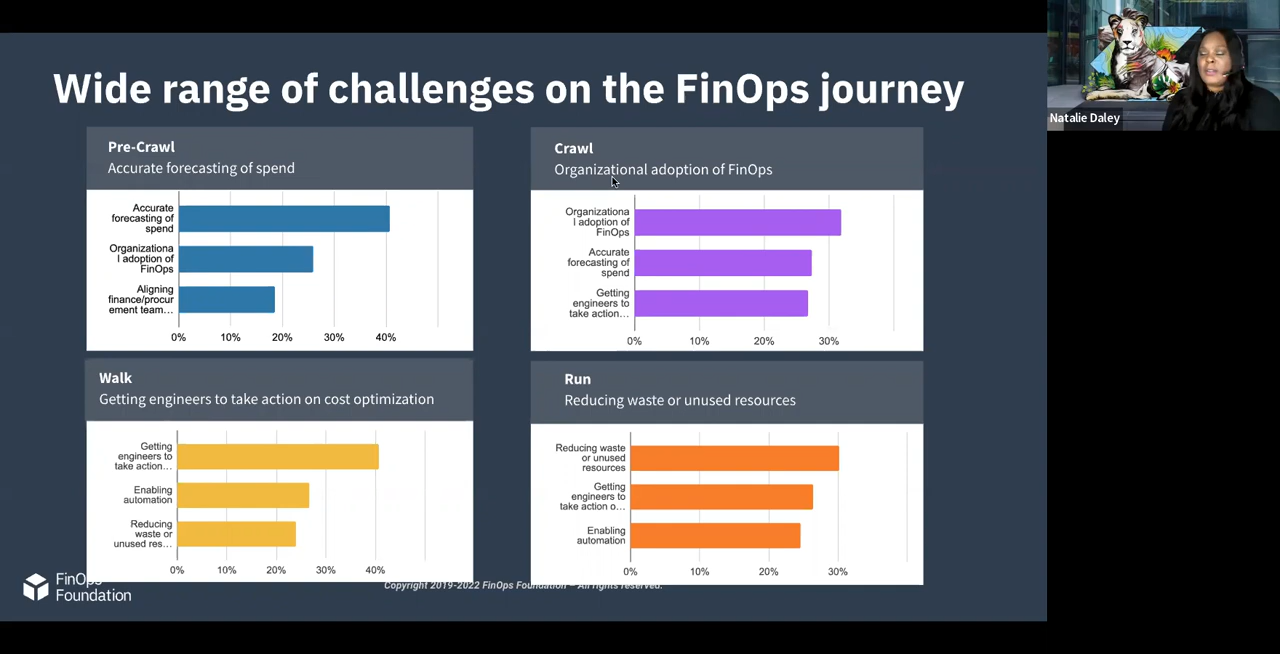 Wide range of challenges on the FinOps journey
Natalie Daley
Pre-Crawl
Accurate forecasting of spend
Accurate
forecasting of
spend
Organizationa
l adoption of
FinOps
Aligning
finance/procur
ement team…
0% 10% 20% 30% 40%
Crawl
Organizational adoption of FinOps
Organizationa
l adoption of
FinOps
Accurate
forecasting of
spend
Getting
engineers to
take action…
0% 10% 20% 30%
Walk
Getting engineers to take action on cost optimization
Getting
engineers to
take action…
Enabling
automation
Reducing
waste or
unused res…
0% 10% 20% 30% 40%
Run
Reducing waste or unused resources
Reducing waste
or unused
resources
Getting
engineers to
take action o…
Enabling
automation
0% 10% 20% 30%
FinOps
Foundation
Copyright 2019-2022 FinOps Foundation – All rights reserved.